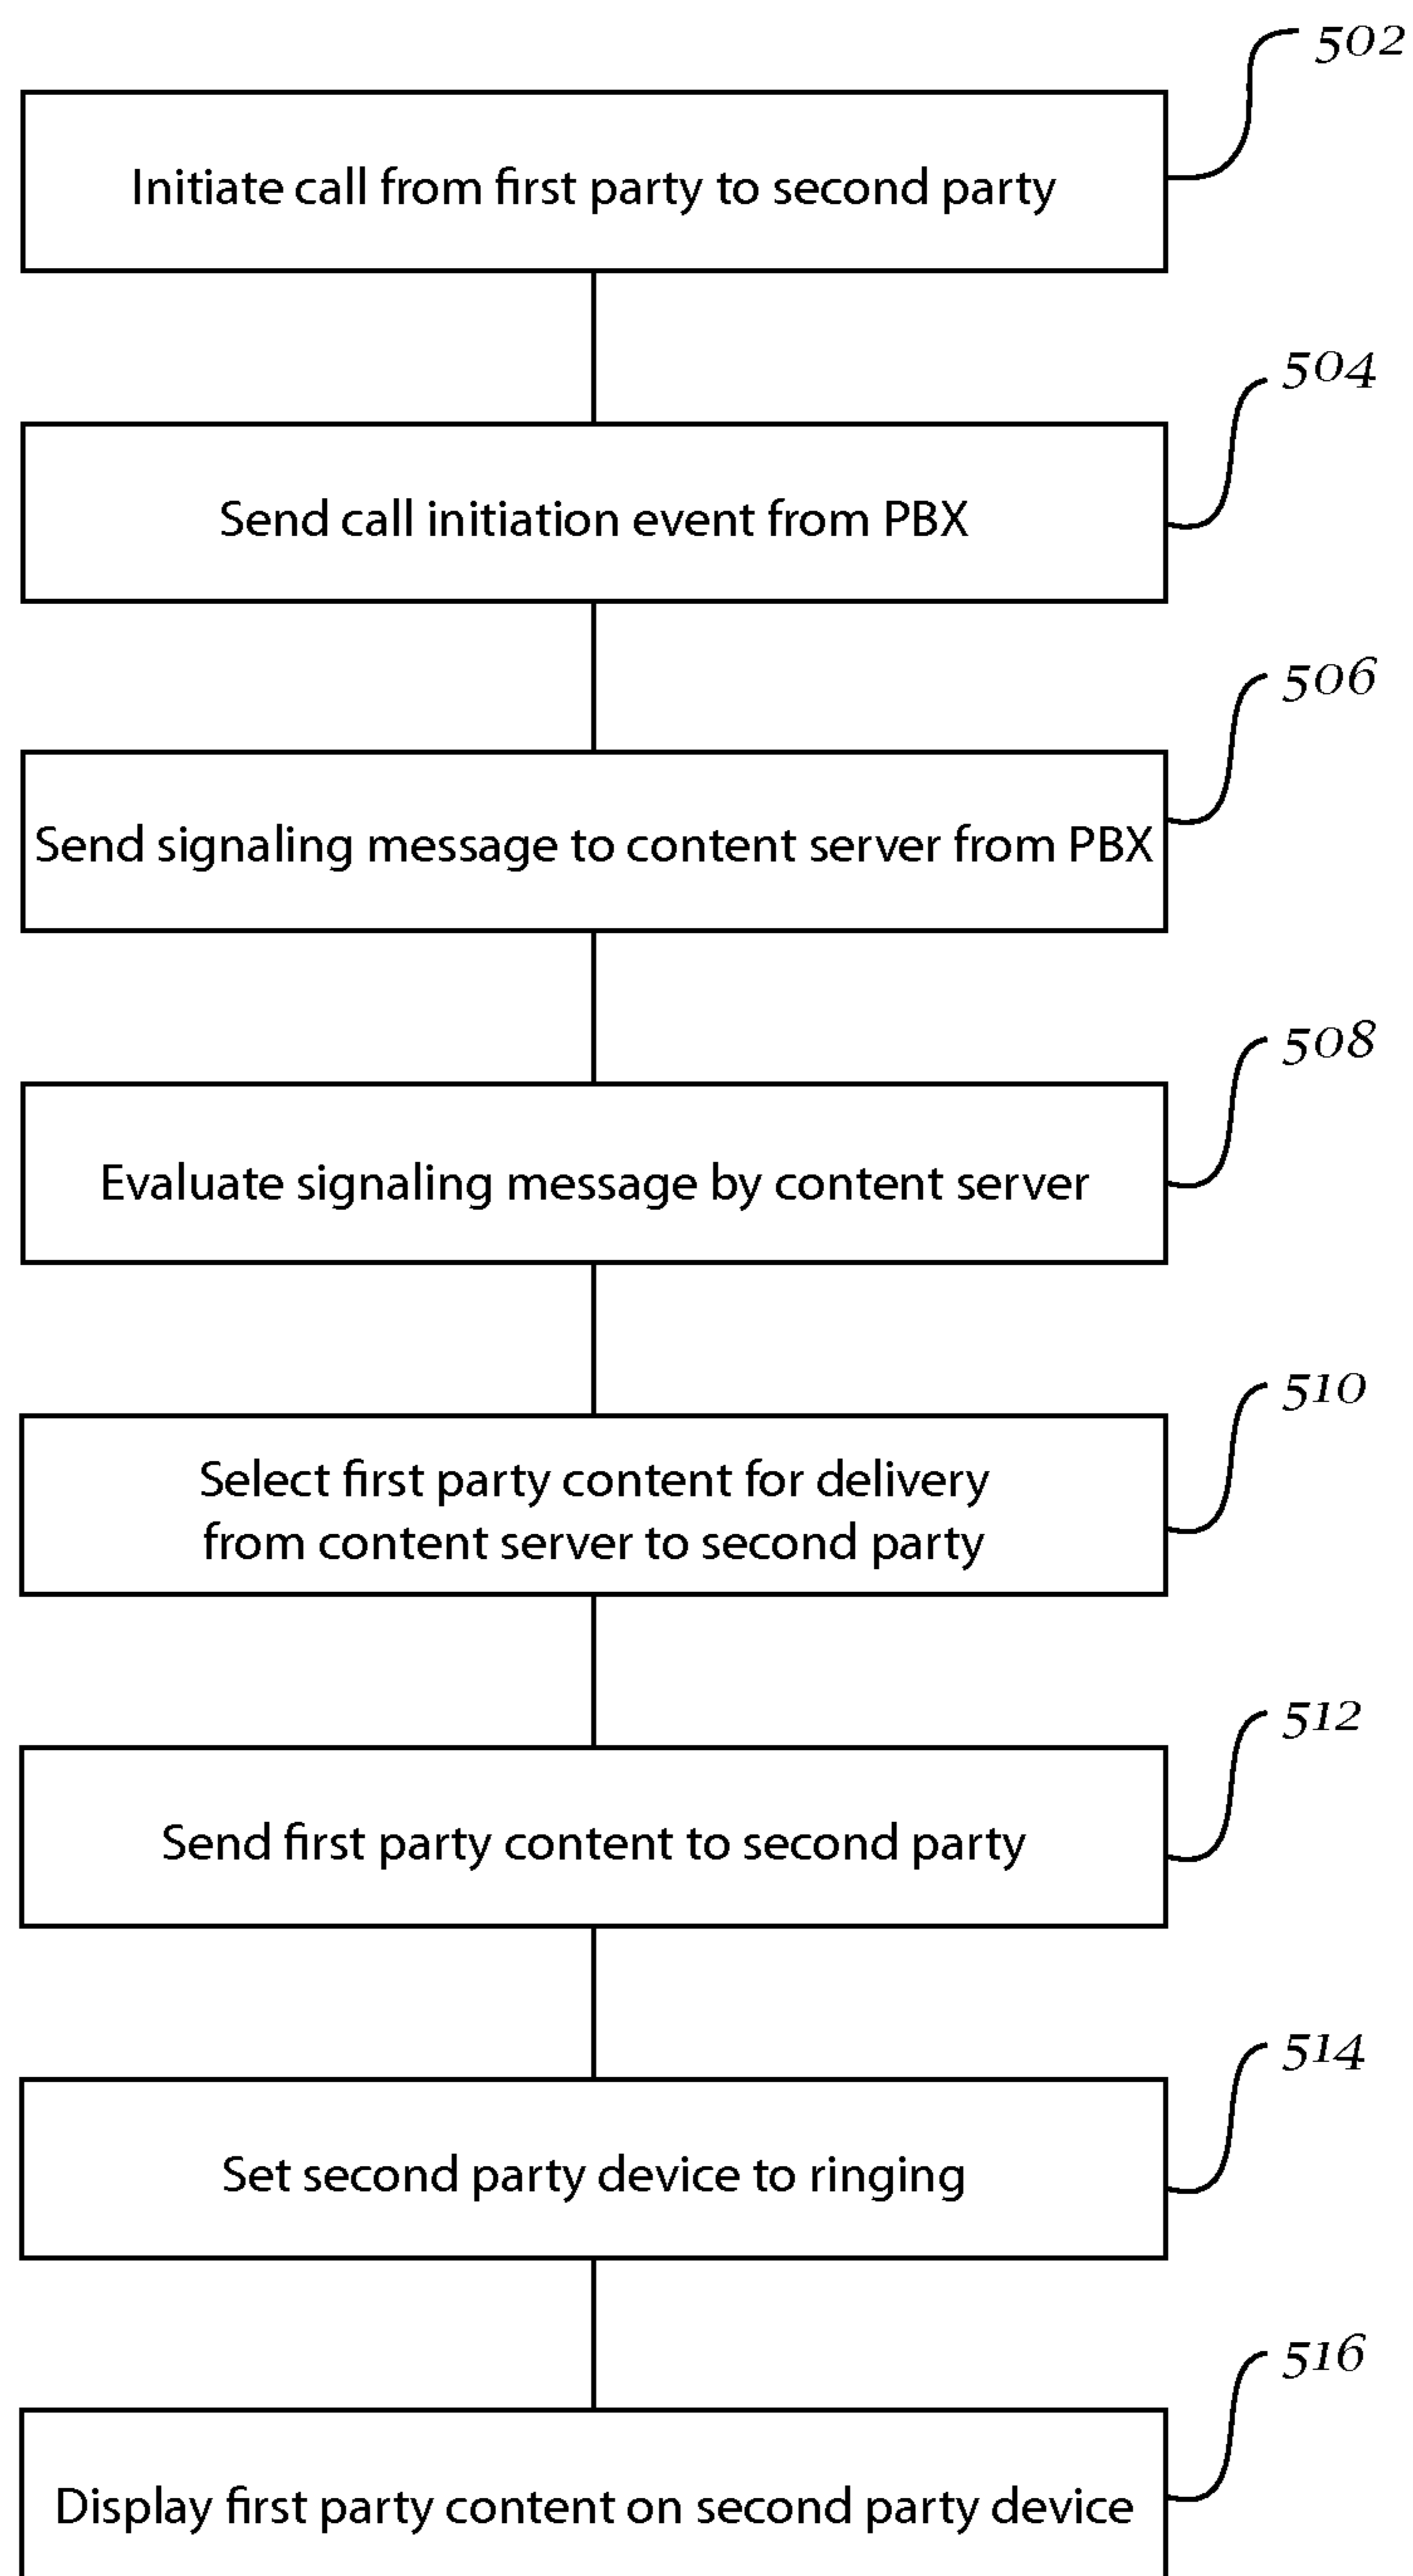 502
Initiate call from first party to second party
504
Send call initiation event from PBX
506
Send signaling message to content server from PBX
508
Evaluate signaling message by content server
510
Select first party content for delivery
from content server to second party
512
Send first party content to second party
514
Set second party device to ringing
516
Display first party content on second party device